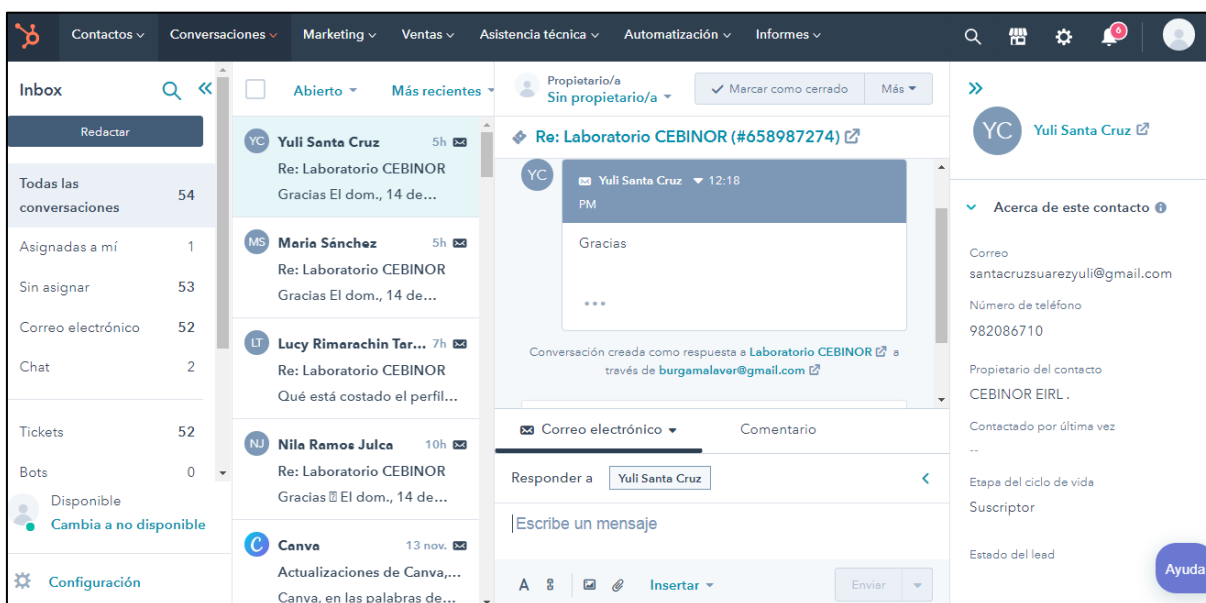 Contactos
Conversaciones
Marketing
Ventas
Asistencia técnica
Automatización
Informes
6
Inbox
Redactar
Todas las
conversaciones 54
Asignadas a mí 1
Sin asignar 53
Correo electrónico 52
Chat 2
Tickets 52
Bots 0
Disponible
Cambia a no disponible
Configuración
Abierto
Más recientes
YC Yuli Santa Cruz 5h
Re: Laboratorio CEBINOR
Gracias El dom., 14 de...
MS Maria Sánchez 5h
Re: Laboratorio CEBINOR
Gracias El dom., 14 de...
LT Lucy Rimarachin Tar... 7h
Re: Laboratorio CEBINOR
Qué está costado el perfil...
NJ Nila Ramos Julca 10h
Re: Laboratorio CEBINOR
Gracias El dom., 14 de...
C Canva 13 nov.
Actualizaciones de Canva,...
Canva, en las palabras de...
Propietario/a
Sin propietario/a
Marcar como cerrado
Más
Re: Laboratorio CEBINOR (#658987274)
YC
Yuli Santa Cruz 12:18
PM
Gracias
...
Conversación creada como respuesta a Laboratorio CEBINOR a
través de burgamalaver@gmail.com
Correo electrónico
Comentario
Responder a Yuli Santa Cruz
Escribe un mensaje
A
Insertar
Enviar
YC Yuli Santa Cruz
Acerca de este contacto
Correo
santacruzsuarezyuli@gmail.com
Número de teléfono
982086710
Propietario del contacto
CEBINOR EIRL .
Contactado por última vez
--
Etapa del ciclo de vida
Suscriptor
Estado del lead
Ayuda